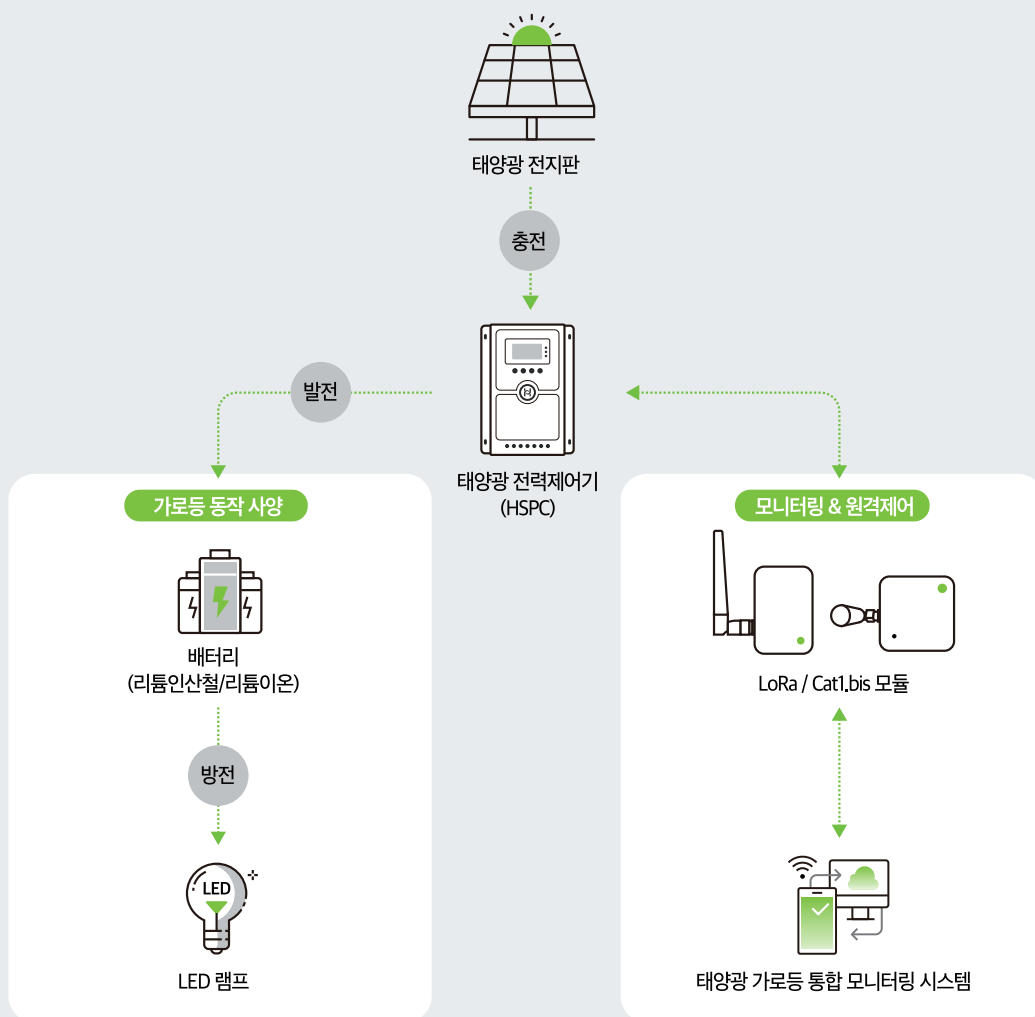 태양광 전지판
충전
발전
태양광 전력제어기
(HSPC)
가로등 동작 사양
배터리
(리튬인산철/리튬이온)
방전
LED
LED 램프
모니터링 & 원격제어
LoRa / Cat1.bis 모듈
태양광 가로등 통합 모니터링 시스템